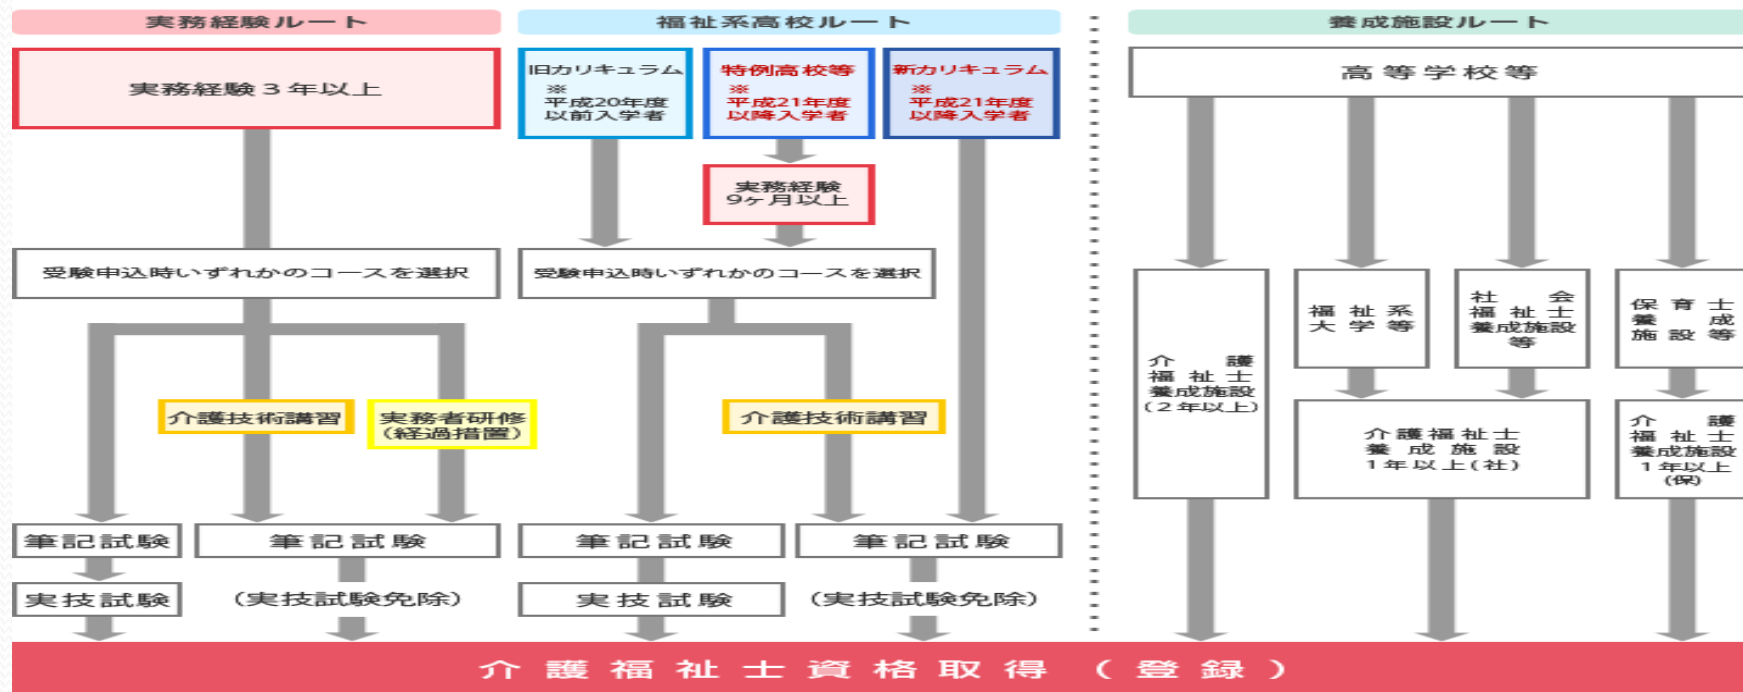 実務経験ルート
福祉系高校ルート
養成施設ルート
実務経験3年以上
旧カリキュラム
※
平成20年度
以前入学者
特例高校等
※
平成21年度
以降入学者
新カリキュラム
※
平成21年度
以降入学者
高等学校等
実務経験
9ヶ月以上
受験申込時いずれかのコースを選択
受験申込時いずれかのコースを選択
介護
福祉士
養成施設
(2年以上)
福祉系
大学等
社会
福祉士
養成施設
等
保育士
養成
施設等
介護技術講習
実務者研修
(経過措置)
介護技術講習
介護福祉士
養成施設
1年以上(社)
介護
福祉士
養成施設
1年以上
(保)
筆記試験
筆記試験
筆記試験
筆記試験
実技試験
(実技試験免除)
実技試験
(実技試験免除)
介護福祉士資格取得(登録)